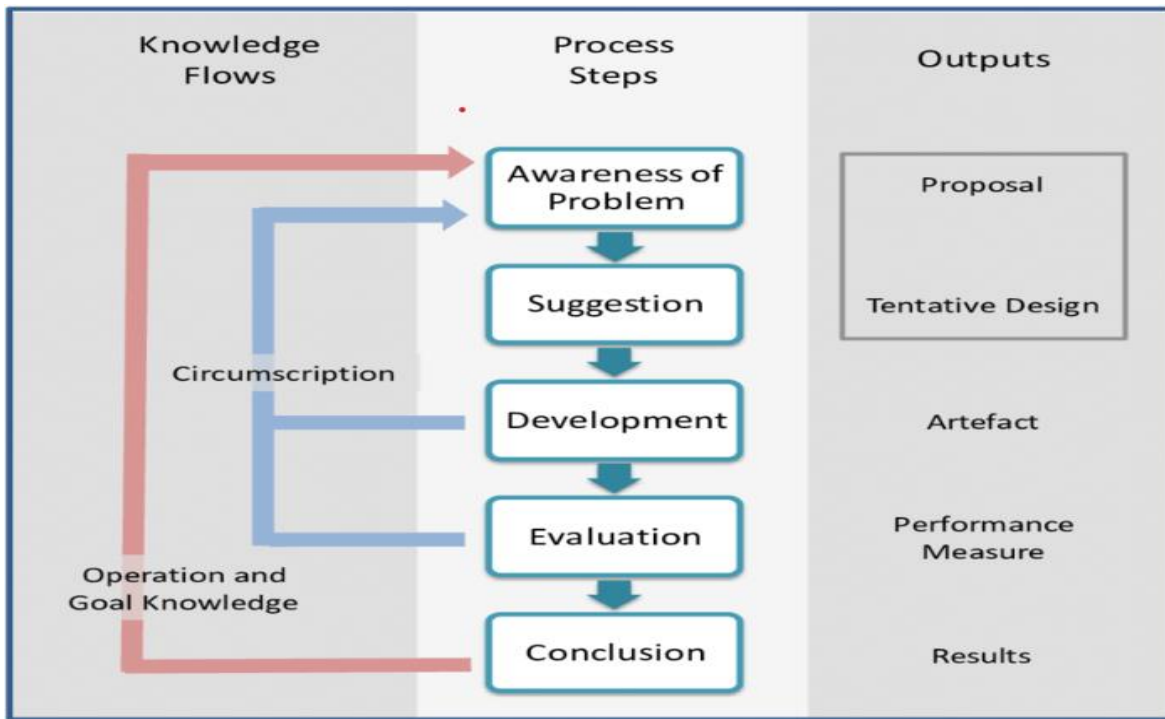 Knowledge
Flows
Process
Steps
Outputs
Awareness of
Problem
Proposal
Suggestion
Tentative Design
Circumscription
Development
Artefact
Evaluation
Performance
Measure
Operation and
Goal Knowledge
Conclusion
Results